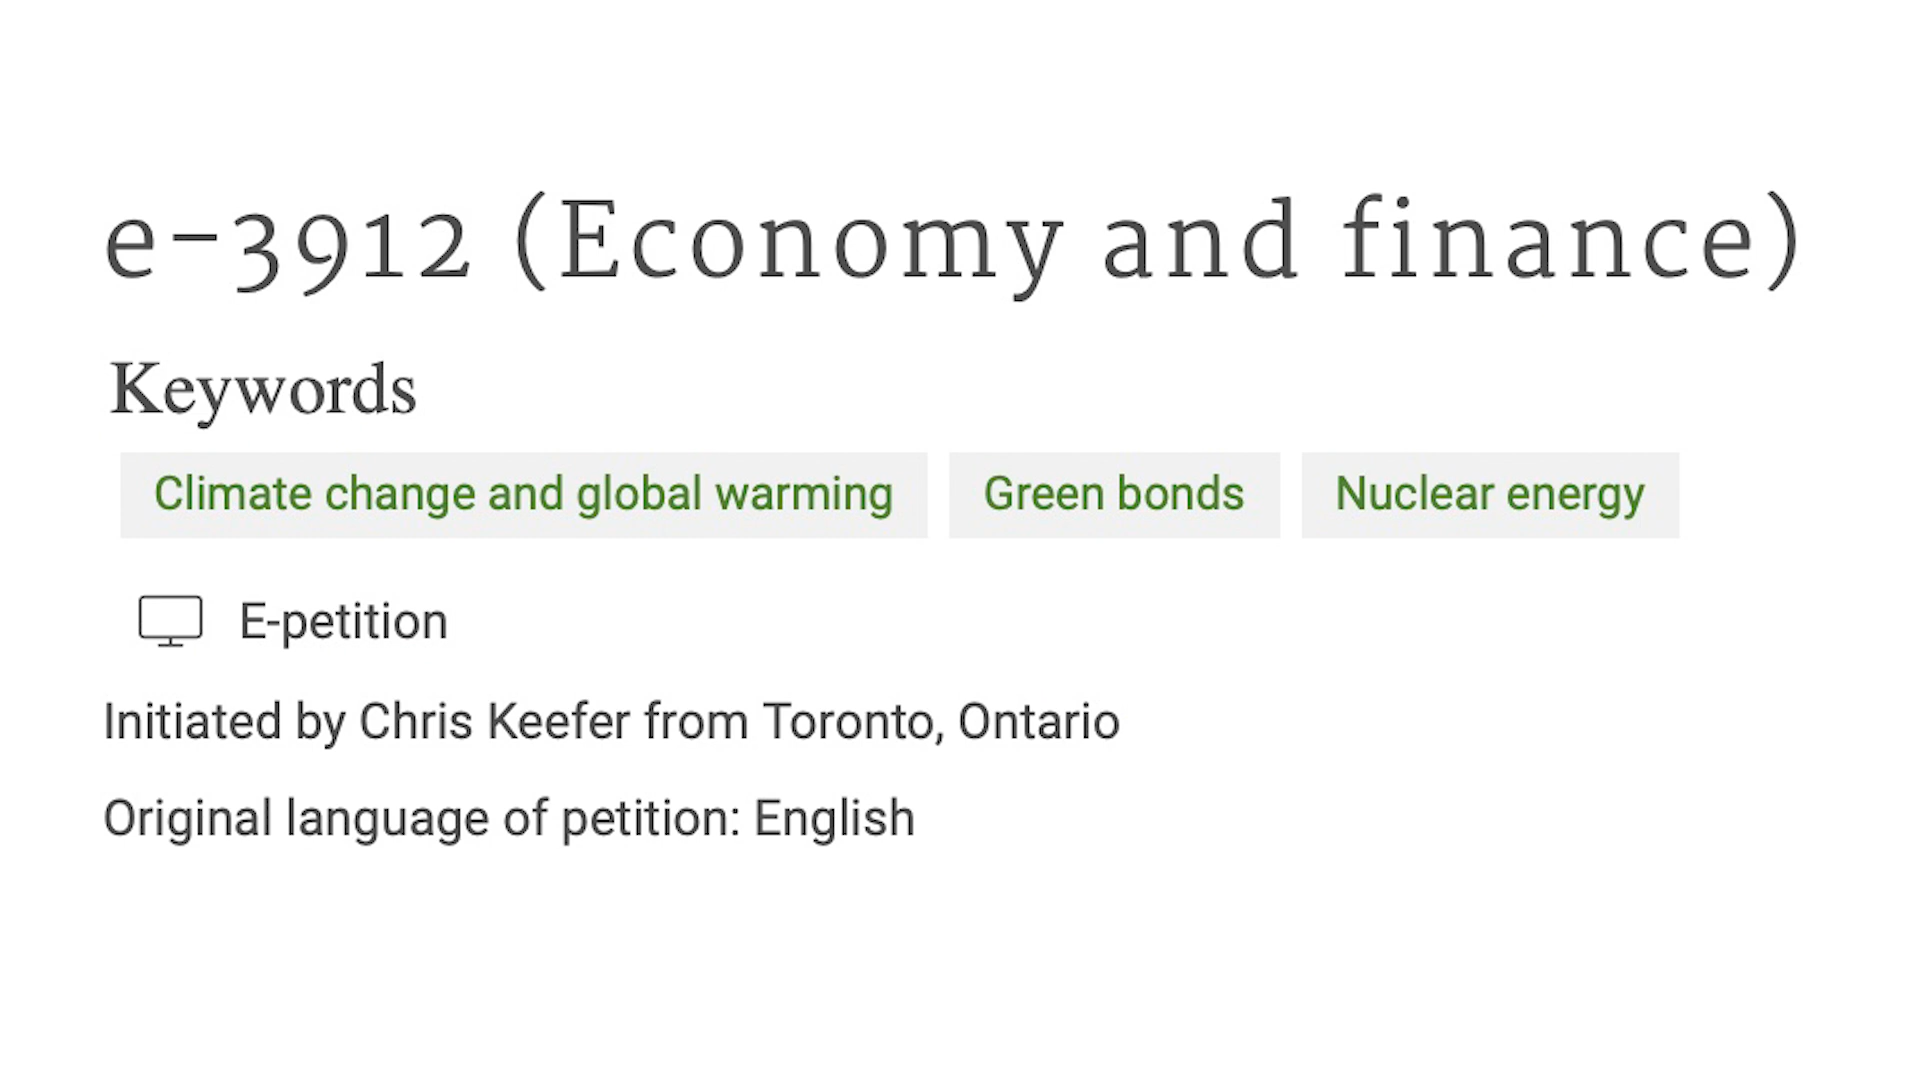 e-3912 (Economy and finance)
Keywords
Climate change and global warming Green bonds Nuclear energy
E-petition
Initiated by Chris Keefer from Toronto, Ontario
Original language of petition: English